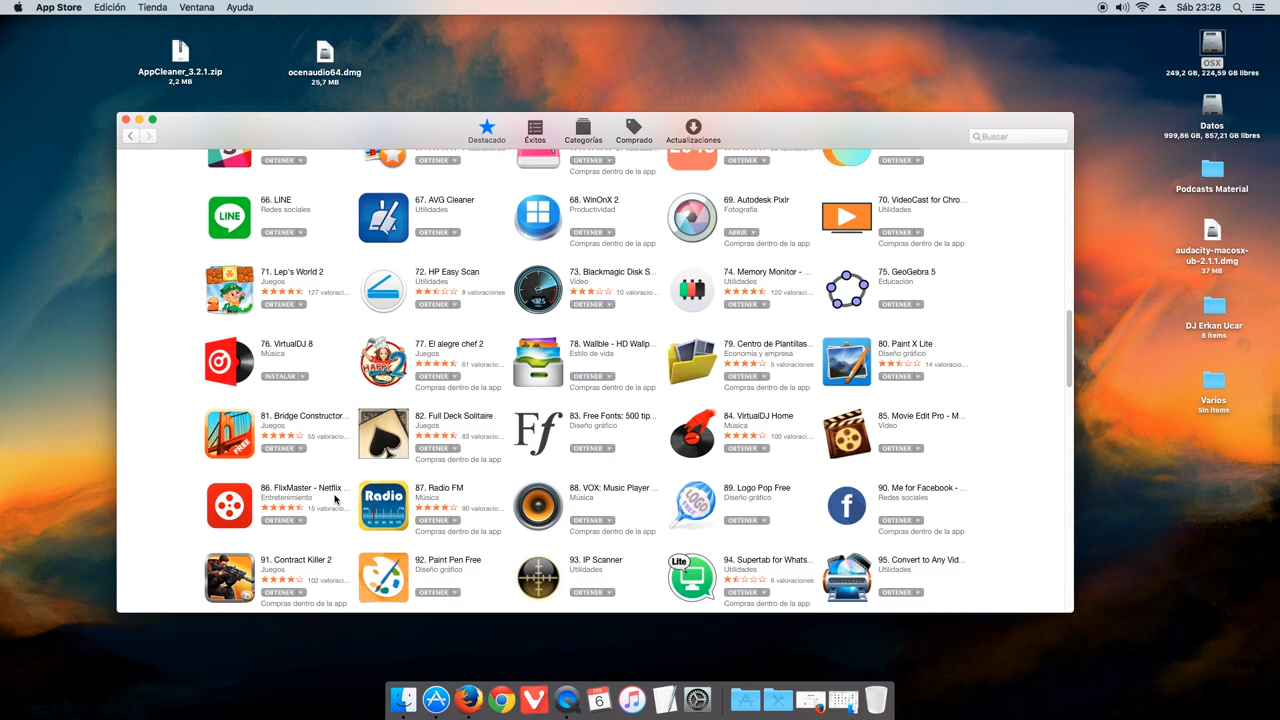 App Store Edición Tienda Ventana Ayuda
Sáb 23:28
AppCleaner_3.2.1.zip
2,2 MB
ocenaudio64.dmg
25,7 MB
OSX
249,2 GB, 224,59 GB libres
Datos
999,86 GB, 857,21 GB libres
Podcasts Material
audacity-macosx-
ub-2.1.1.dmg
37 MB
DJ Erkan Ucar
8 ítems
Varios
Sin ítems
Destacado Éxitos Categorías Comprado Actualizaciones
Buscar
OBTENER OBTENER OBTENER OBTENER OBTENER
Compras dentro de la app Compras dentro de la app
66. LINE 67. AVG Cleaner 68. WinOnX 2 69. Autodesk Pixlr 70. VideoCast for Chro...
Redes sociales Utilidades Productividad Fotografía Utilidades
OBTENER OBTENER OBTENER ABRIR OBTENER
Compras dentro de la app Compras dentro de la app
71. Lep's World 2 72. HP Easy Scan 73. Blackmagic Disk S... 74. Memory Monitor - ... 75. GeoGebra 5
Juegos Utilidades Vídeo Utilidades Educación
127 valoraci... 8 valoraciones 10 valoracio... 120 valoraci...
OBTENER OBTENER OBTENER OBTENER OBTENER
76. VirtualDJ 8 77. El alegre chef 2 78. Wallble - HD Wallp... 79. Centro de Plantillas... 80. Paint X Lite
Música Juegos Estilo de vida Economía y empresa Diseño gráfico
61 valoracio... 5 valoraciones 14 valoracio...
INSTALAR OBTENER OBTENER OBTENER OBTENER
Compras dentro de la app Compras dentro de la app Compras dentro de la app
81. Bridge Constructor... 82. Full Deck Solitaire 83. Free Fonts: 500 tip... 84. VirtualDJ Home 85. Movie Edit Pro - M...
Juegos Juegos Diseño gráfico Música Vídeo
55 valoracio... 83 valoracio... 100 valoraci...
OBTENER OBTENER OBTENER OBTENER OBTENER
Compras dentro de la app
86. FlixMaster - Netflix ... 87. Radio FM 88. VOX: Music Player ... 89. Logo Pop Free 90. Me for Facebook - ...
Entretenimiento Música Música Diseño gráfico Redes sociales
15 valoracio... 90 valoracio...
OBTENER OBTENER OBTENER OBTENER OBTENER
Compras dentro de la app Compras dentro de la app Compras dentro de la app Compras dentro de la app
91. Contract Killer 2 92. Paint Pen Free 93. IP Scanner 94. Supertab for Whats... 95. Convert to Any Vid...
Juegos Diseño gráfico Utilidades Utilidades Utilidades
102 valoraci... 6 valoraciones
OBTENER OBTENER OBTENER OBTENER OBTENER
Compras dentro de la app Compras dentro de la app
LINE
FREE
Ff
Radio
LOGO
FREE
Lite
6